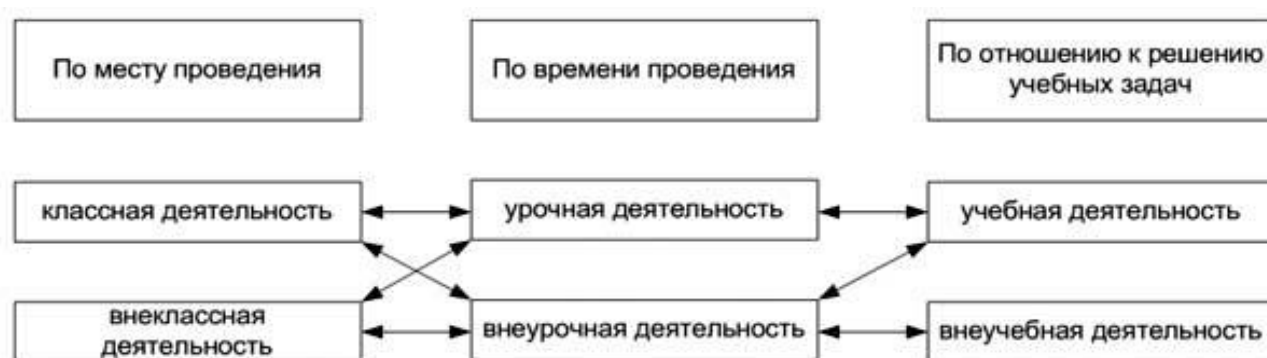 По месту проведения
По времени проведения
По отношению к решению
учебных задач
классная деятельность
урочная деятельность
учебная деятельность
внеклассная
деятельность
внеурочная деятельность
внеучебная деятельность